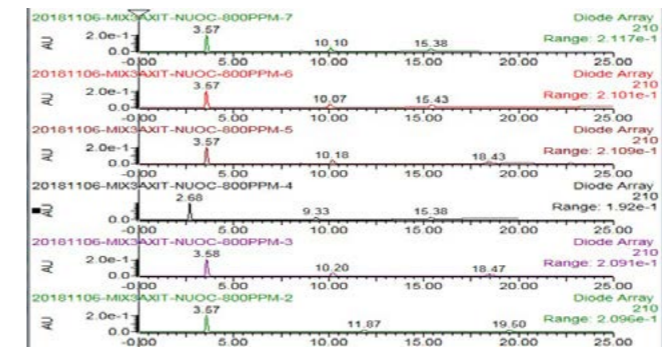 20181106-MIX3AXIT-NUOC-800PPM-7 Diode Array
3.57 210
2.0e-1 10.10 15.38 Range: 2.117e-1
AU
0.0
-0.00 5.00 10.00 15.00 20.00 25.00
20181106-MIX3AXIT-NUOC-800PPM-6 Diode Array
3.57 210
2.0e-1 10.07 15.43 Range: 2.101e-1
AU
0.0
-0.00 5.00 10.00 15.00 20.00 25.00
20181106-MIX3AXIT-NUOC-800PPM-5 Diode Array
3.57 210
2.0e-1 10.18 18.43 Range: 2.109e-1
AU
0.0
-0.00 5.00 10.00 15.00 20.00 25.00
20181106-MIX3AXIT-NUOC-800PPM-4 Diode Array
2.68 210
9.33 15.38 Range: 1.92e-1
AU
0.0
-0.00 5.00 10.00 15.00 20.00 25.00
20181106-MIX3AXIT-NUOC-800PPM-3 Diode Array
3.58 210
2.0e-1 10.20 18.47 Range: 2.091e-1
AU
0.0
-0.00 5.00 10.00 15.00 20.00 25.00
20181106-MIX3AXIT-NUOC-800PPM-2 Diode Array
3.57 210
2.0e-1 11.87 19.50 Range: 2.096e-1
AU
0.0
-0.00 5.00 10.00 15.00 20.00 25.00